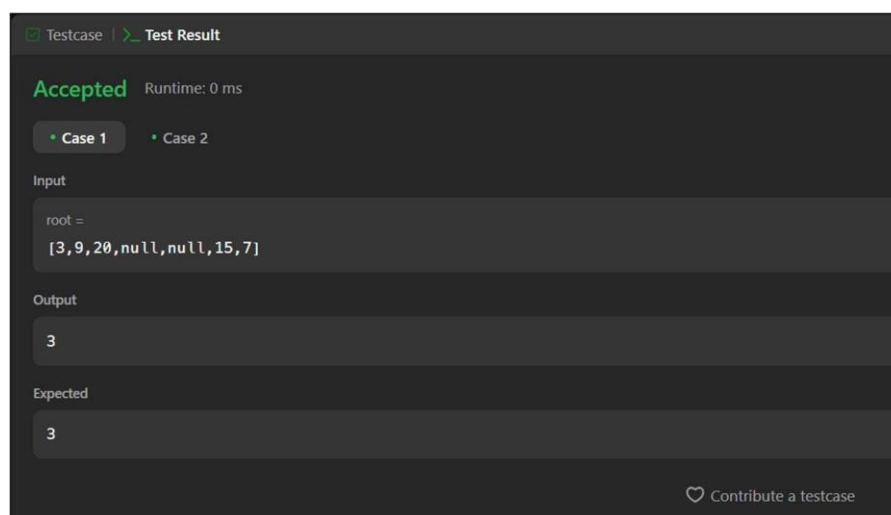 Testcase | >_ Test Result
Accepted Runtime: 0 ms
• Case 1 • Case 2
Input
root =
[3,9,20,null,null,15,7]
Output
3
Expected
3
Contribute a testcase